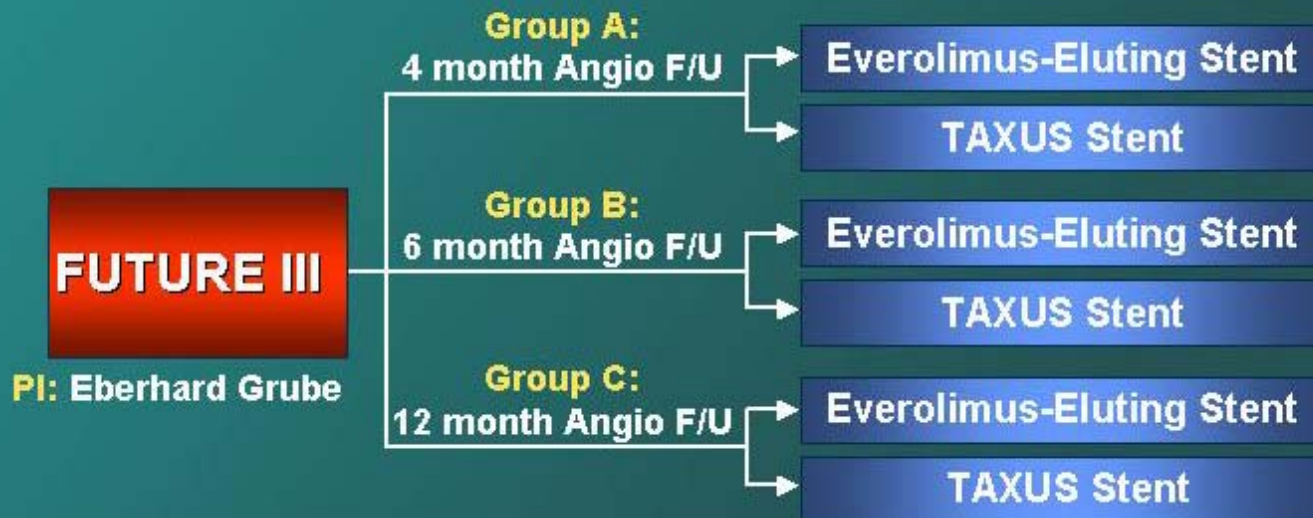 FUTURE III
PI: Eberhard Grube
Group A:
4 month Angio F/U
Everolimus-Eluting Stent
TAXUS Stent
Group B:
6 month Angio F/U
Everolimus-Eluting Stent
TAXUS Stent
Group C:
12 month Angio F/U
Everolimus-Eluting Stent
TAXUS Stent